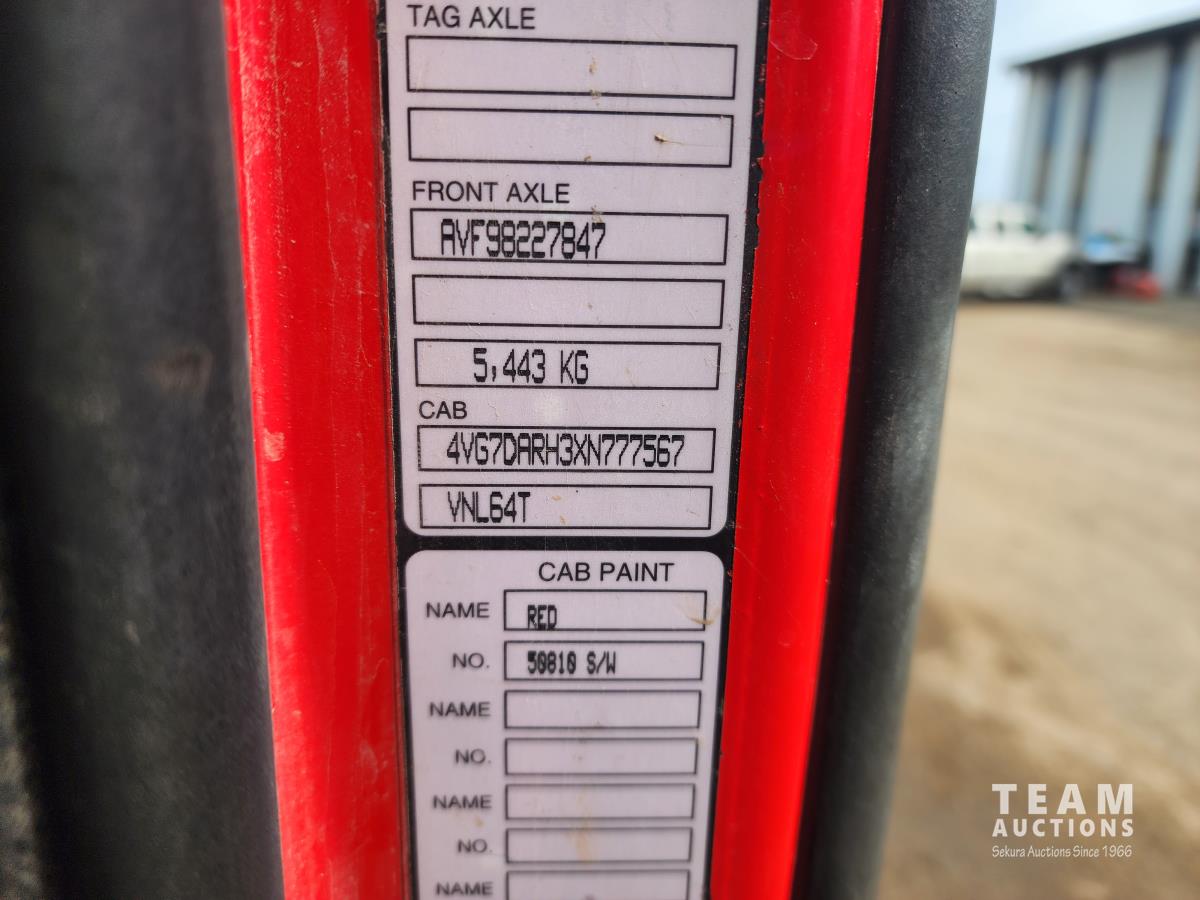 TAG AXLE
FRONT AXLE
AVF98227847
5,443 KG
CAB
4VG7DARH3XN777567
VNL64T
CAB PAINT
NAME RED
NO. 50810 S/W
NAME
NO.
NAME
NO.
NAME
TEAM
AUCTIONS
Sekura Auctions Since 1966